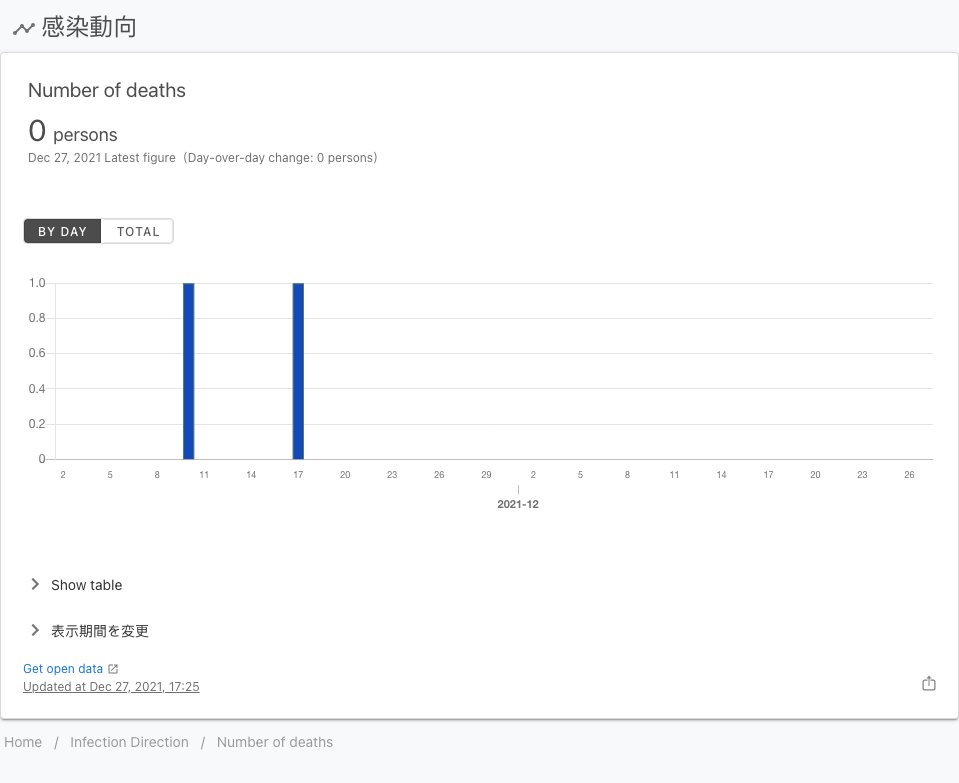 感染動向
Number of deaths
0 persons
Dec 27, 2021 Latest figure (Day-over-day change: 0 persons)
BY DAY TOTAL
1.0
0.8
0.6
0.4
0.2
0
2 5 8 11 14 17 20 23 26 29 2 5 8 11 14 17 20 23 26
2021-12
Show table
表示期間を変更
Get open data
Updated at Dec 27, 2021, 17:25
Home / Infection Direction / Number of deaths